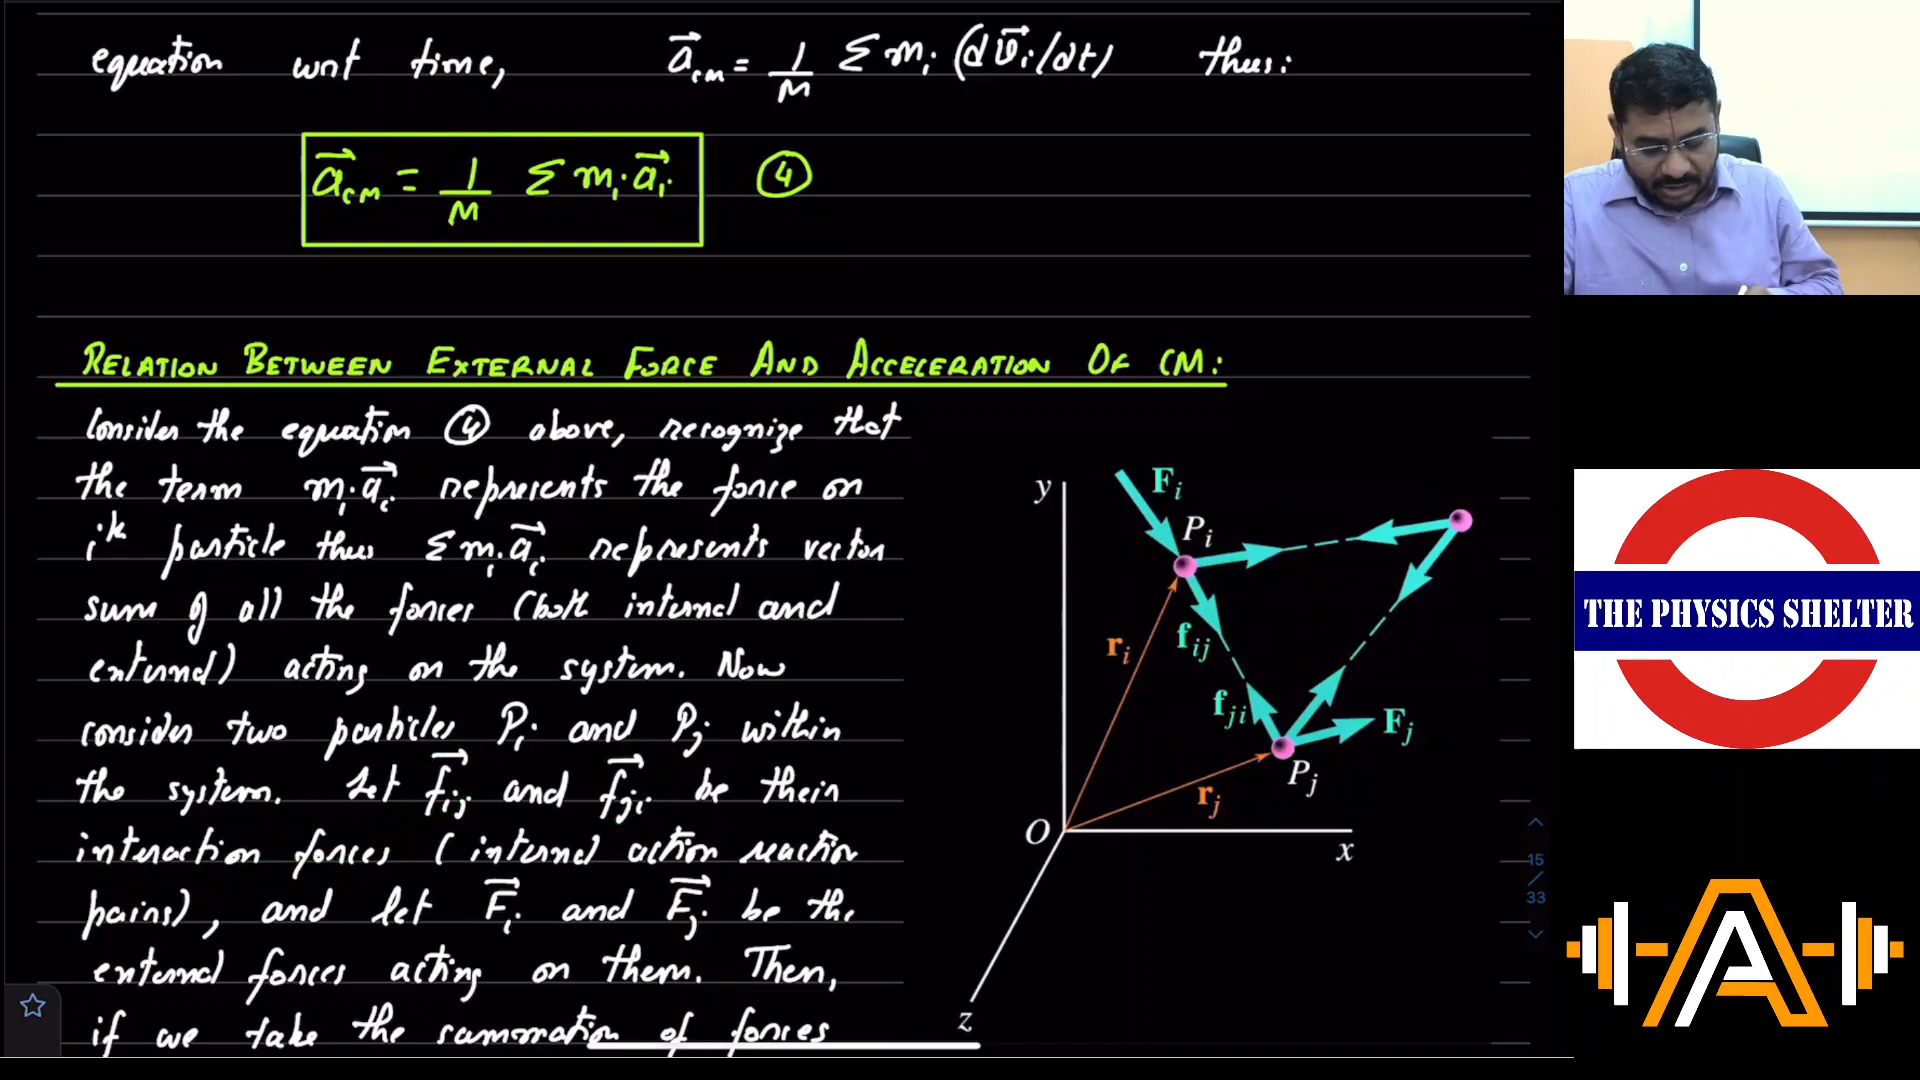 equation wrt time, a⃗cm = 1/M Σ mᵢ (dv⃗ᵢ/dt) thus:
a⃗cм = 1/M Σ mᵢ.a⃗ᵢ ④
RELATION BETWEEN EXTERNAL FORCE AND ACCELERATION OF CM:
Consider the equation ④ above, recognize that
the term mᵢ.a⃗ᵢ represents the force on
iᵗʰ particle thus Σmᵢ.a⃗ᵢ represents vector
sum of all the forces (both internal and
external) acting on the system. Now
consider two particles Pᵢ and Pⱼ within
the system. Let f⃗ᵢⱼ and f⃗ⱼᵢ be their
interaction forces (internal action reaction
pairs), and let F⃗ᵢ and F⃗ⱼ be the
external forces acting on them. Then,
if we take the summation of forces
y
Fᵢ
Pᵢ
rᵢ
fᵢⱼ
fⱼᵢ
Fⱼ
Pⱼ
rⱼ
O
x
z
15
/
33
THE PHYSICS SHELTER
A